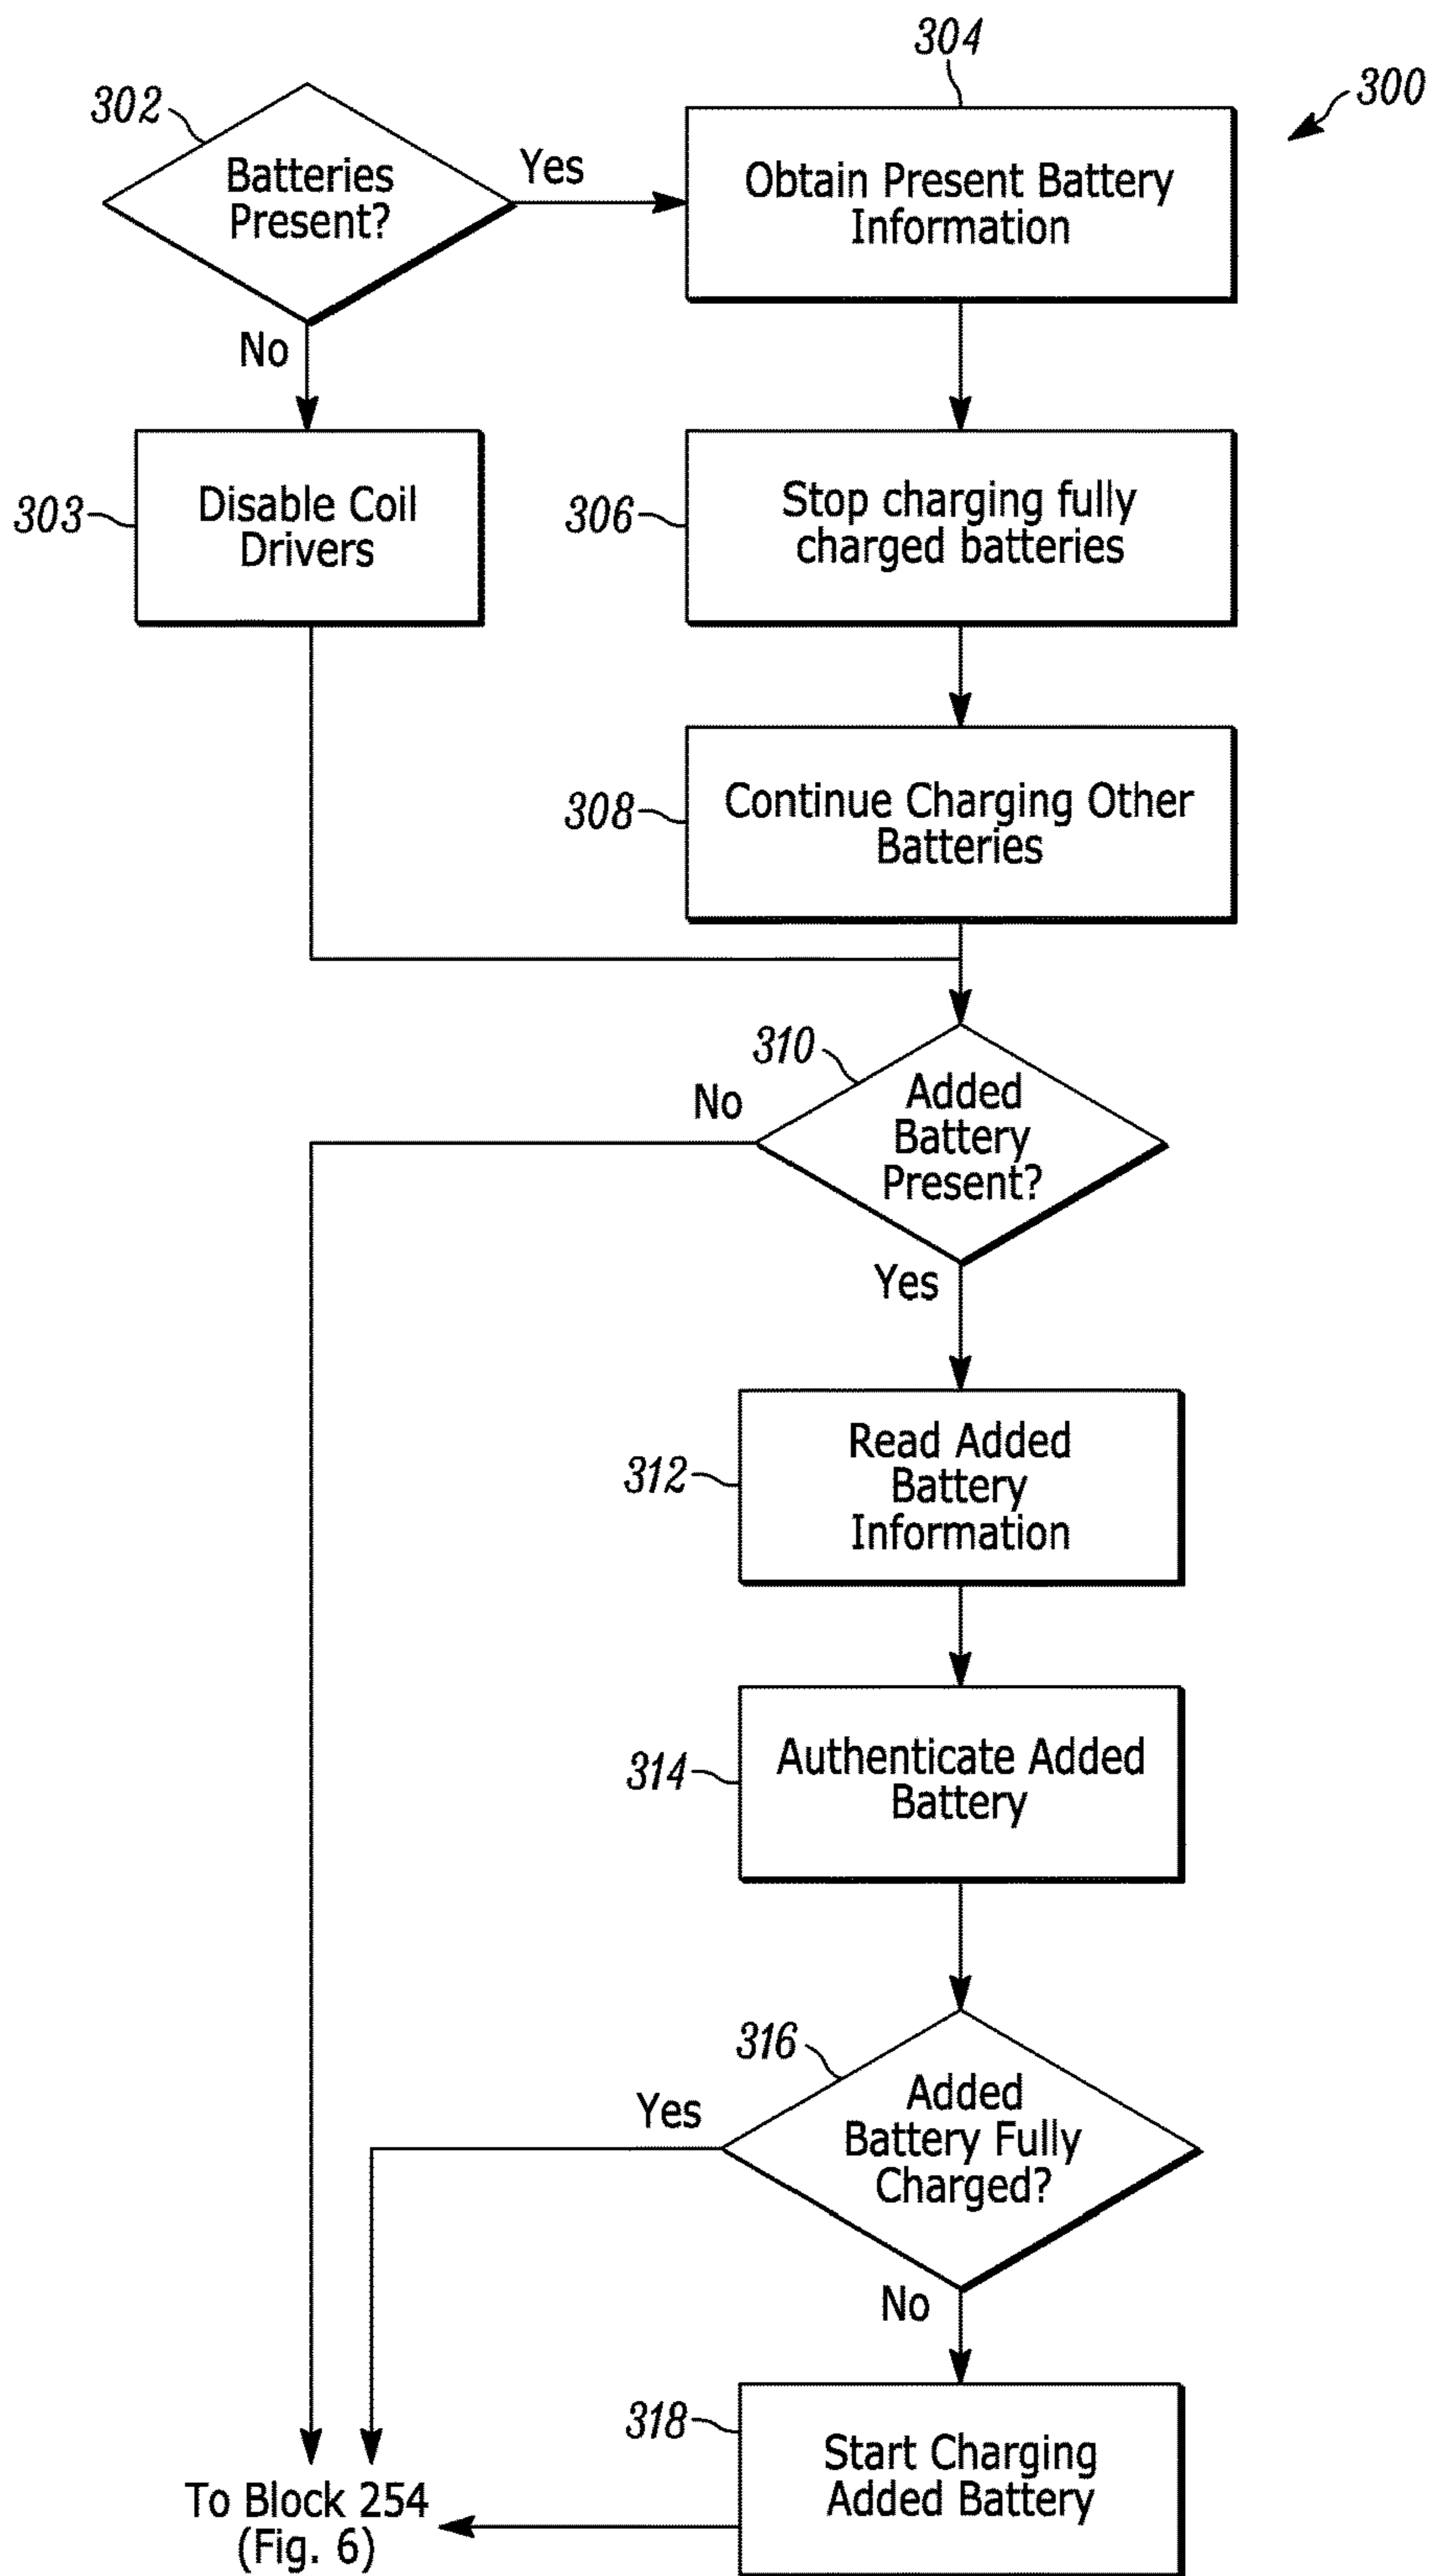 304
300
302
Batteries
Present?
Yes
Obtain Present Battery
Information
No
303
Disable Coil
Drivers
306
Stop charging fully
charged batteries
308
Continue Charging Other
Batteries
310
No
Added
Battery
Present?
Yes
312
Read Added
Battery
Information
314
Authenticate Added
Battery
316
Yes
Added
Battery Fully
Charged?
No
318
Start Charging
Added Battery
To Block 254
(Fig. 6)